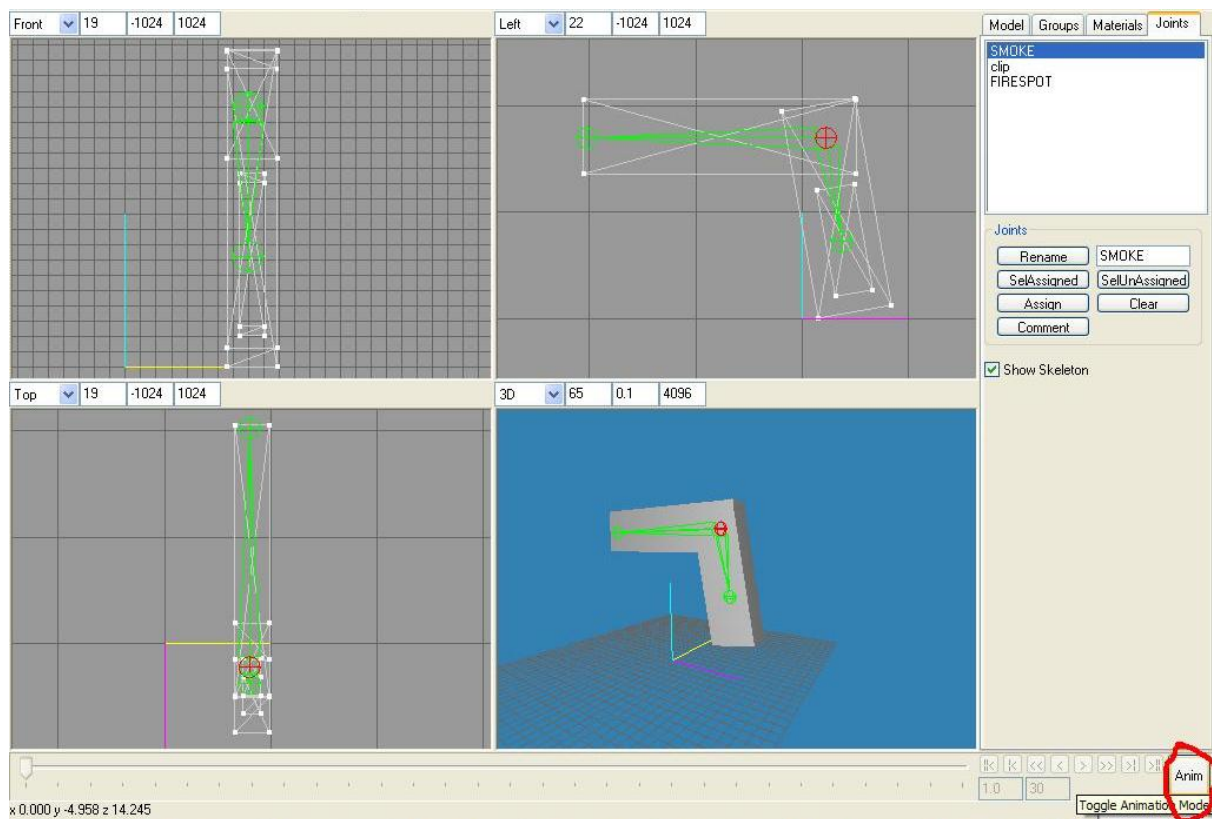 Front 19 -1024 1024
Left 22 -1024 1024
Model Groups Materials Joints
SMOKE
clip
FIRESPOT
Joints
Rename SMOKE
SelAssigned SelUnAssigned
Assign Clear
Comment
Show Skeleton
Top 19 -1024 1024
3D 65 0.1 4096
|< |< << < > >> >| >|
Anim
1.0 30
Toggle Animation Mode
x 0.000 y -4.958 z 14.245